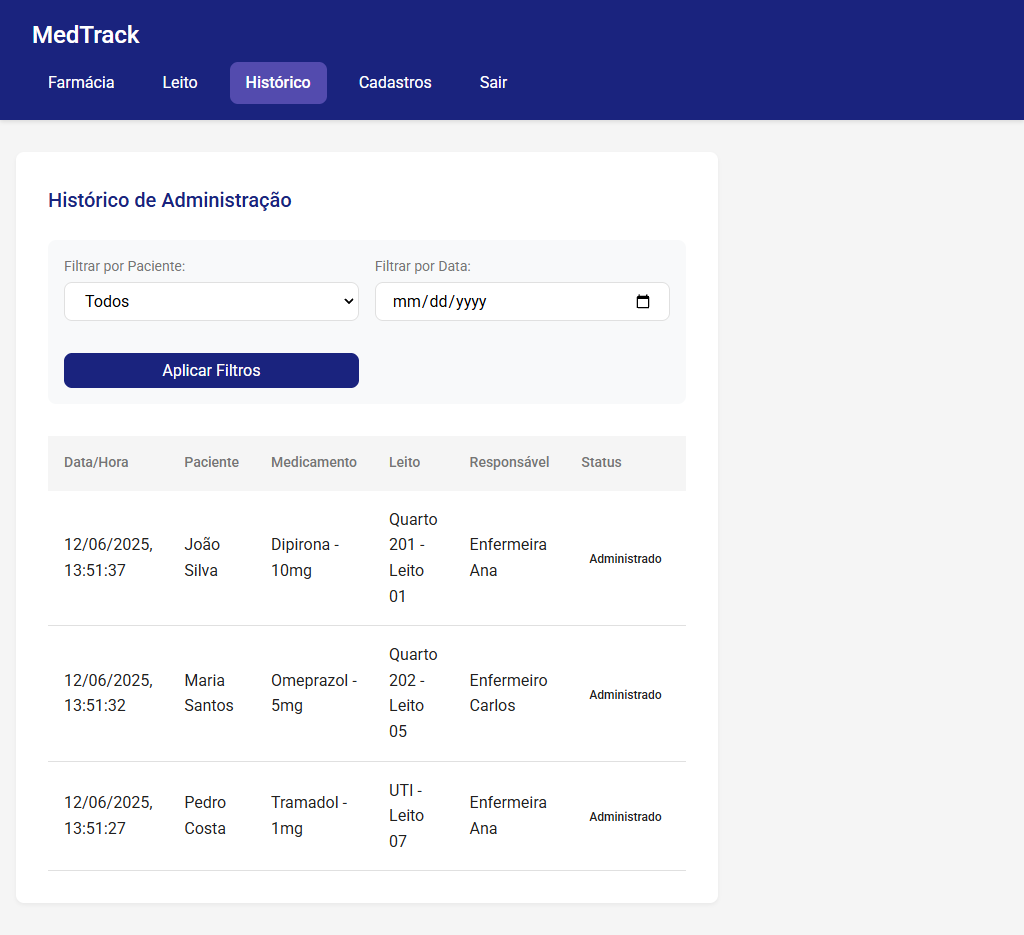 MedTrack
Farmácia Leito Histórico Cadastros Sair
Histórico de Administração
Filtrar por Paciente: Filtrar por Data:
Todos mm/dd/yyyy
Aplicar Filtros
Data/Hora Paciente Medicamento Leito Responsável Status
12/06/2025, 13:51:37 João Silva Dipirona - 10mg Quarto 201 - Leito 01 Enfermeira Ana Administrado
12/06/2025, 13:51:32 Maria Santos Omeprazol - 5mg Quarto 202 - Leito 05 Enfermeiro Carlos Administrado
12/06/2025, 13:51:27 Pedro Costa Tramadol - 1mg UTI - Leito 07 Enfermeira Ana Administrado